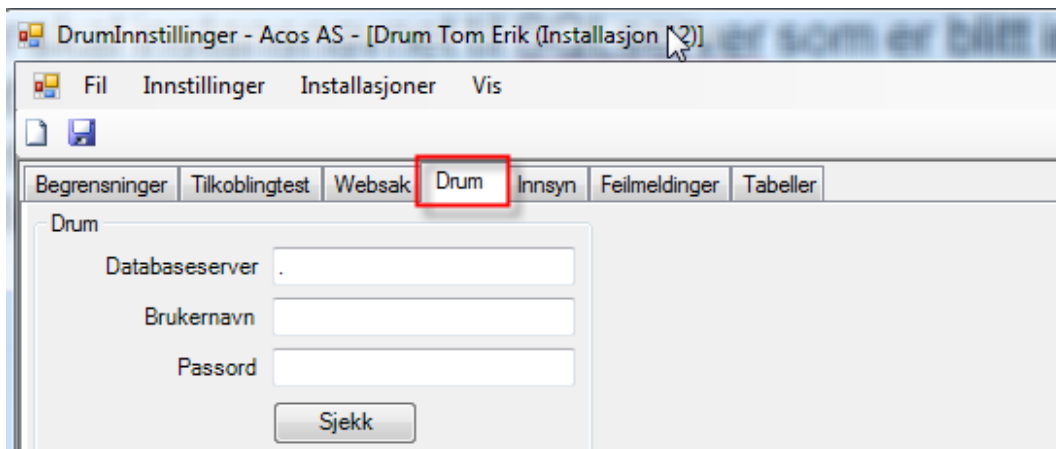 DrumInnstillinger - Acos AS - [Drum Tom Erik (Installasjon 2)]
Fil Innstillinger Installasjoner Vis
Begrensninger Tilkoblingtest Websak Drum Innsyn Feilmeldinger Tabeller
Drum
Databaseserver .
Brukernavn
Passord
Sjekk